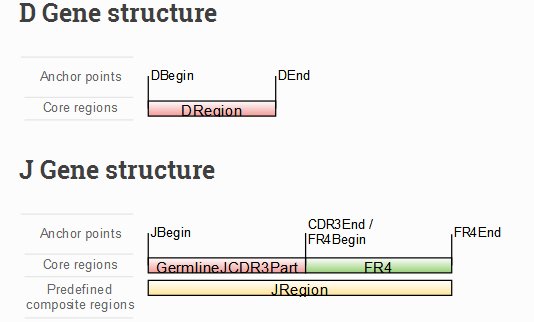 D Gene structure
Anchor points
DBegin
DEnd
Core regions
DRegion
J Gene structure
Anchor points
JBegin
CDR3End /
FR4Begin
FR4End
Core regions
GermlineJCDR3Part
FR4
Predefined
composite regions
JRegion